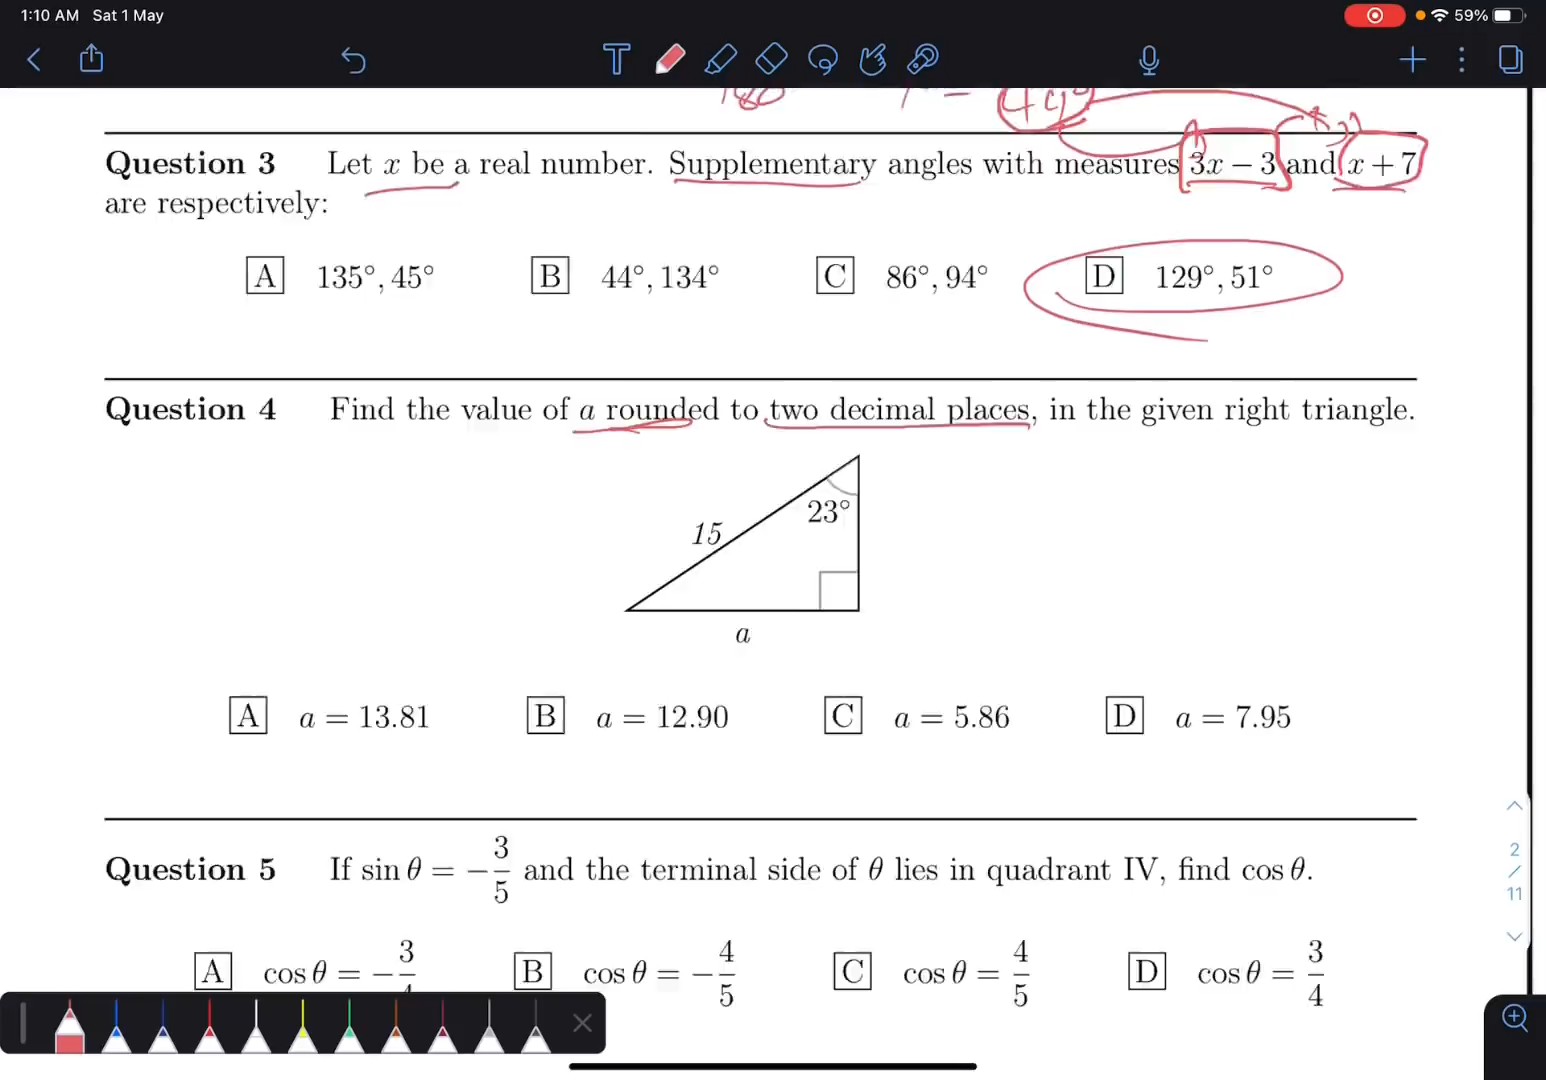 1:10 AM Sat 1 May
59%
T
Question 3 Let x be a real number. Supplementary angles with measures 3x − 3 and x + 7
are respectively:
A 135°, 45° B 44°, 134° C 86°, 94° D 129°, 51°
Question 4 Find the value of a rounded to two decimal places, in the given right triangle.
23°
15
a
A a = 13.81 B a = 12.90 C a = 5.86 D a = 7.95
Question 5 If sin θ = −3/5 and the terminal side of θ lies in quadrant IV, find cos θ.
A cos θ = −3/4 B cos θ = −4/5 C cos θ = 4/5 D cos θ = 3/4
2 / 11